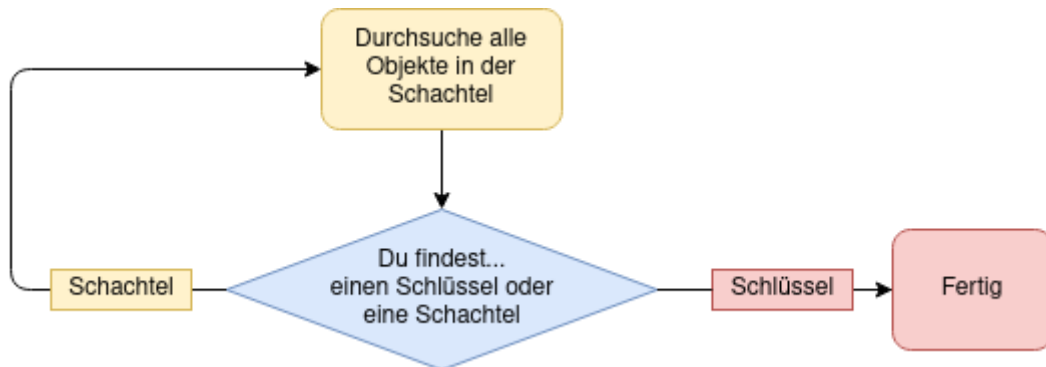 Durchsuche alle
Objekte in der
Schachtel
Du findest...
einen Schlüssel oder
eine Schachtel
Schachtel
Schlüssel
Fertig